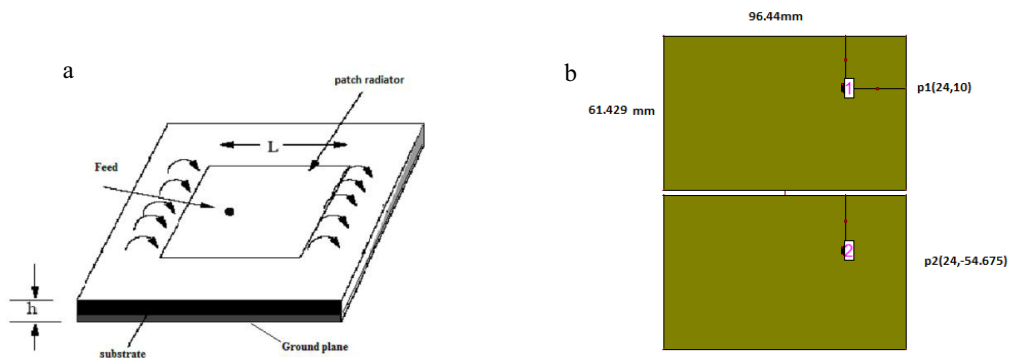 a
patch radiator
L
Feed
h
substrate
Ground plane
b
96.44mm
61.429 mm
1
p1(24,10)
2
p2(24,-54.675)